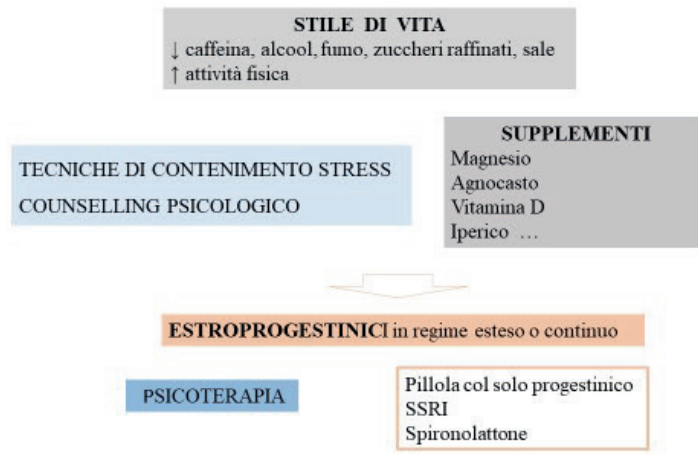 STILE DI VITA
↓ caffeina, alcool, fumo, zuccheri raffinati, sale
↑ attività fisica
TECNICHE DI CONTENIMENTO STRESS
COUNSELLING PSICOLOGICO
SUPPLEMENTI
Magnesio
Agnocasto
Vitamina D
Iperico …
ESTROPROGESTINICI in regime esteso o continuo
PSICOTERAPIA
Pillola col solo progestinico
SSRI
Spironolattone